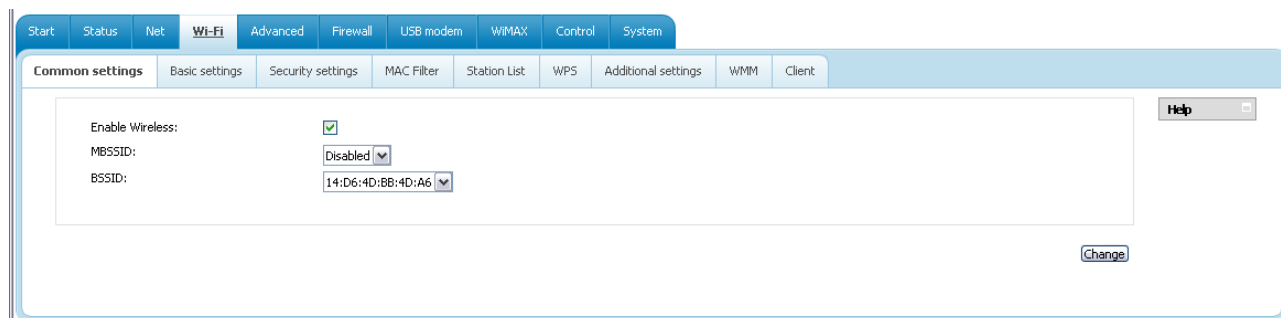 Start Status Net Wi-Fi Advanced Firewall USB modem WiMAX Control System
Common settings Basic settings Security settings MAC Filter Station List WPS Additional settings WMM Client
Help
Enable Wireless:
MBSSID: Disabled
BSSID: 14:D6:4D:BB:4D:A6
Change